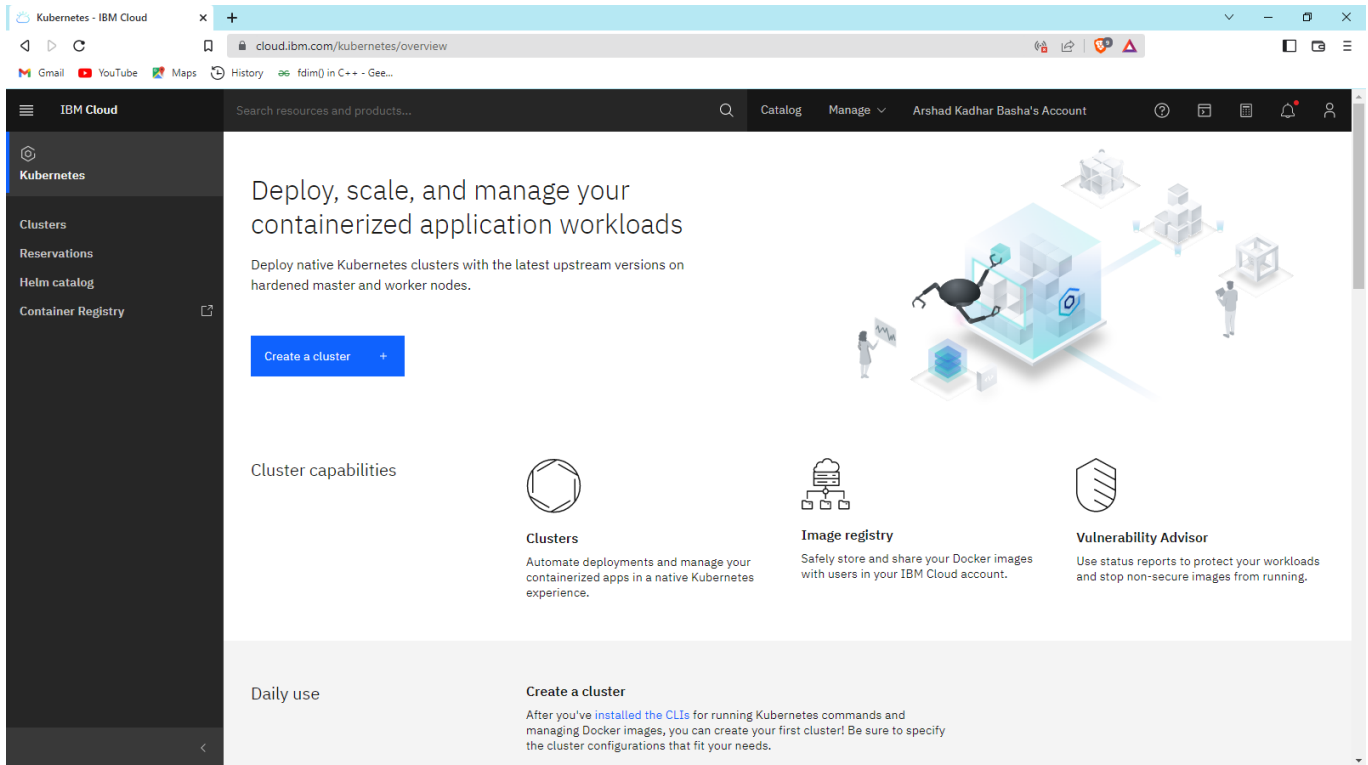 Kubernetes - IBM Cloud
cloud.ibm.com/kubernetes/overview
9
Gmail YouTube Maps History fdim() in C++ - Gee...
IBM Cloud
Search resources and products...
Catalog Manage Arshad Kadhar Basha's Account
Kubernetes
Clusters
Reservations
Helm catalog
Container Registry
Deploy, scale, and manage your
containerized application workloads
Deploy native Kubernetes clusters with the latest upstream versions on
hardened master and worker nodes.
Create a cluster +
Cluster capabilities
Clusters
Automate deployments and manage your
containerized apps in a native Kubernetes
experience.
Image registry
Safely store and share your Docker images
with users in your IBM Cloud account.
Vulnerability Advisor
Use status reports to protect your workloads
and stop non-secure images from running.
Daily use
Create a cluster
After you've installed the CLIs for running Kubernetes commands and
managing Docker images, you can create your first cluster! Be sure to specify
the cluster configurations that fit your needs.